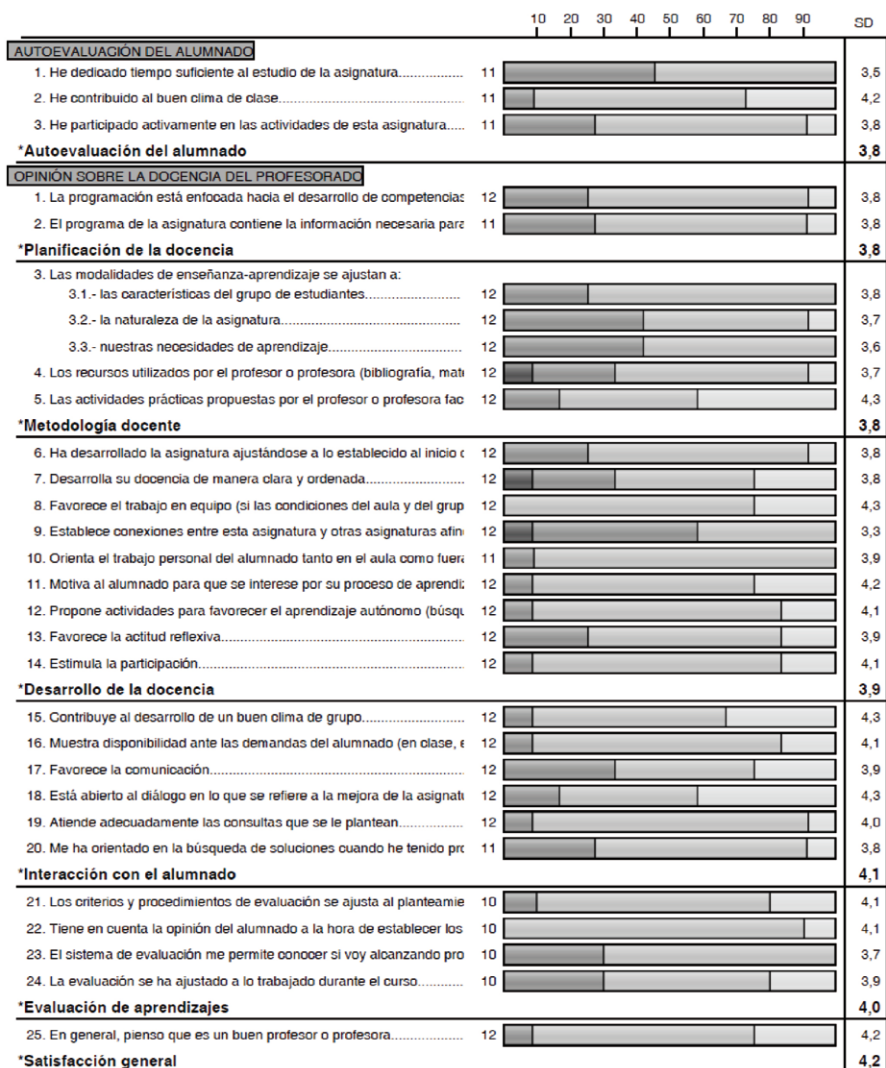 10 20 30 40 50 60 70 80 90 SD
AUTOEVALUACIÓN DEL ALUMNADO
1. He dedicado tiempo suficiente al estudio de la asignatura................. 11 3,5
2. He contribuido al buen clima de clase............................................. 11 4,2
3. He participado activamente en las actividades de esta asignatura..... 11 3,8
*Autoevaluación del alumnado 3,8
OPINIÓN SOBRE LA DOCENCIA DEL PROFESORADO
1. La programación está enfocada hacia el desarrollo de competencias 12 3,8
2. El programa de la asignatura contiene la información necesaria para 11 3,8
*Planificación de la docencia 3,8
3. Las modalidades de enseñanza-aprendizaje se ajustan a:
3.1.- las características del grupo de estudiantes........................ 12 3,8
3.2.- la naturaleza de la asignatura............................................. 12 3,7
3.3.- nuestras necesidades de aprendizaje................................. 12 3,6
4. Los recursos utilizados por el profesor o profesora (bibliografía, mate 12 3,7
5. Las actividades prácticas propuestas por el profesor o profesora fac 12 4,3
*Metodología docente 3,8
6. Ha desarrollado la asignatura ajustándose a lo establecido al inicio d 12 3,8
7. Desarrolla su docencia de manera clara y ordenada........................ 12 3,8
8. Favorece el trabajo en equipo (si las condiciones del aula y del grup 12 4,3
9. Establece conexiones entre esta asignatura y otras asignaturas afin 12 3,3
10. Orienta el trabajo personal del alumnado tanto en el aula como fuera 11 3,9
11. Motiva al alumnado para que se interese por su proceso de aprendiz 12 4,2
12. Propone actividades para favorecer el aprendizaje autónomo (búsqu 12 4,1
13. Favorece la actitud reflexiva............................................................ 12 3,9
14. Estimula la participación................................................................. 12 4,1
*Desarrollo de la docencia 3,9
15. Contribuye al desarrollo de un buen clima de grupo......................... 12 4,3
16. Muestra disponibilidad ante las demandas del alumnado (en clase, e 12 4,1
17. Favorece la comunicación............................................................... 12 3,9
18. Está abierto al diálogo en lo que se refiere a la mejora de la asignatu 12 4,3
19. Atiende adecuadamente las consultas que se le plantean................ 12 4,0
20. Me ha orientado en la búsqueda de soluciones cuando he tenido pro 11 3,8
*Interacción con el alumnado 4,1
21. Los criterios y procedimientos de evaluación se ajusta al planteamie 10 4,1
22. Tiene en cuenta la opinión del alumnado a la hora de establecer los 10 4,1
23. El sistema de evaluación me permite conocer si voy alcanzando pro 10 3,7
24. La evaluación se ha ajustado a lo trabajado durante el curso............ 10 3,9
*Evaluación de aprendizajes 4,0
25. En general, pienso que es un buen profesor o profesora.................. 12 4,2
*Satisfacción general 4,2